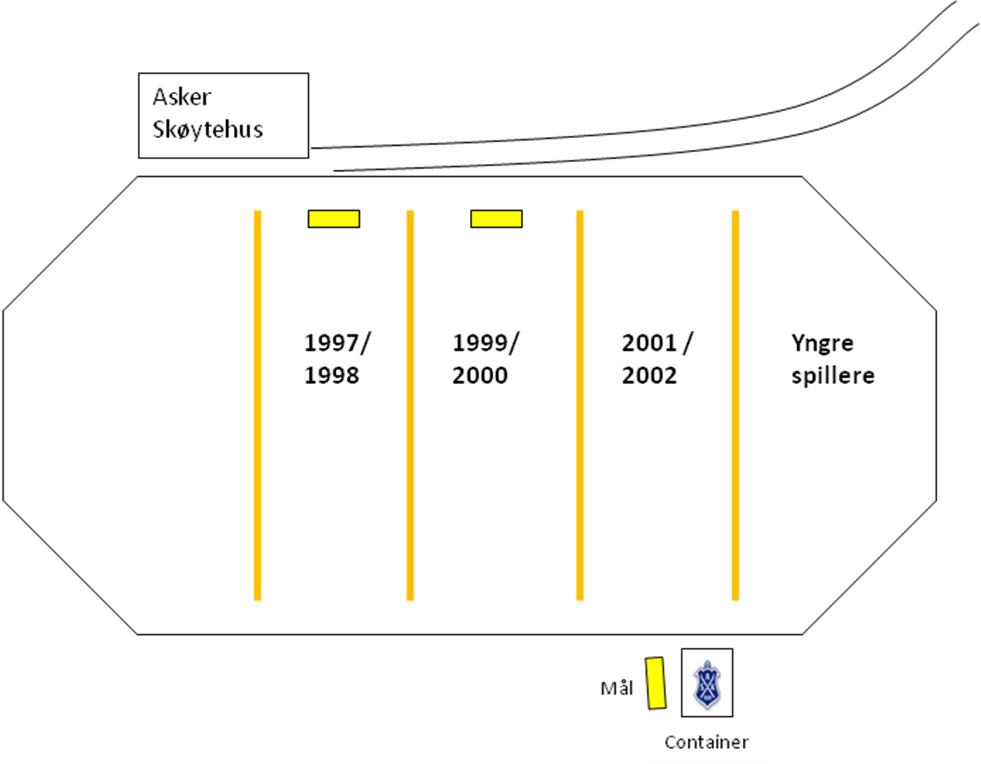 Asker
Skøytehus
1997/
1998
1999/
2000
2001 /
2002
Yngre
spillere
Mål
Container